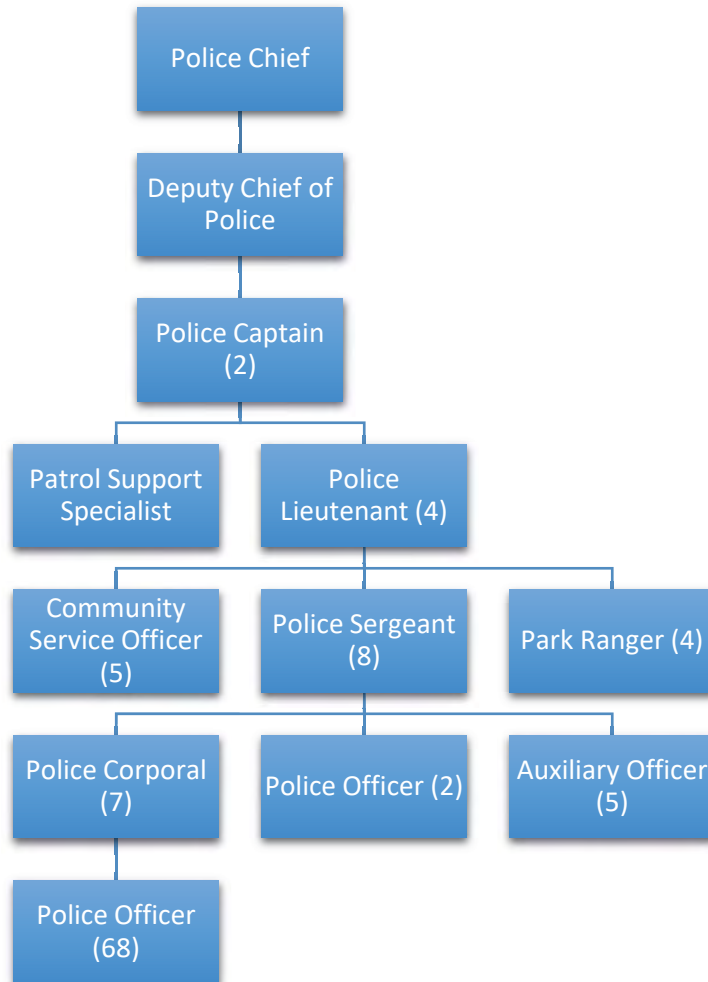 Police Chief
Deputy Chief of
Police
Police Captain
(2)
Patrol Support
Specialist
Police
Lieutenant (4)
Community
Service Officer
(5)
Police Sergeant
(8)
Park Ranger (4)
Police Corporal
(7)
Police Officer (2)
Auxiliary Officer
(5)
Police Officer
(68)